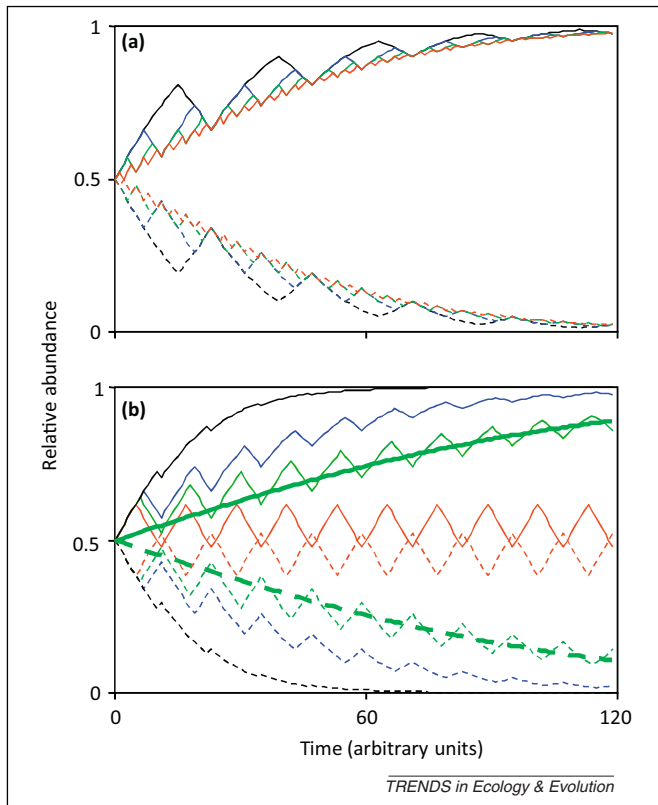 1
(a)
0.5
0
Relative abundance
1
(b)
0.5
0
0 60 120
Time (arbitrary units)
TRENDS in Ecology & Evolution